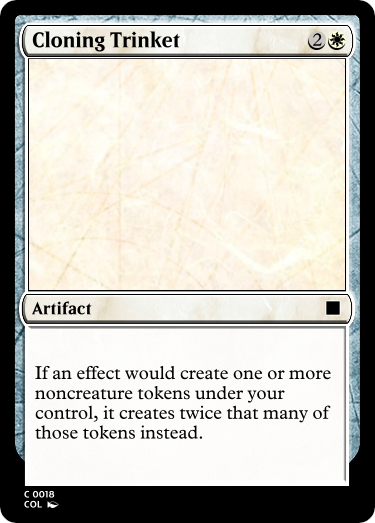 Cloning Trinket 2
Artifact
If an effect would create one or more
noncreature tokens under your
control, it creates twice that many of
those tokens instead.
C 0018
COL